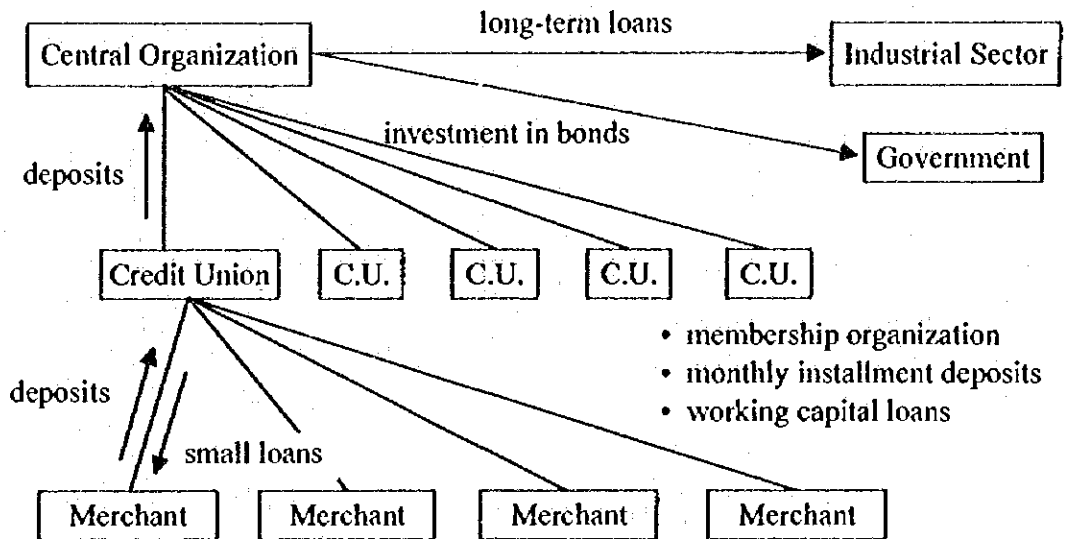 long-term loans
Central Organization
Industrial Sector
investment in bonds
Government
deposits
Credit Union
C.U.
C.U.
C.U.
C.U.
• membership organization
• monthly installment deposits
• working capital loans
deposits
small loans
Merchant
Merchant
Merchant
Merchant